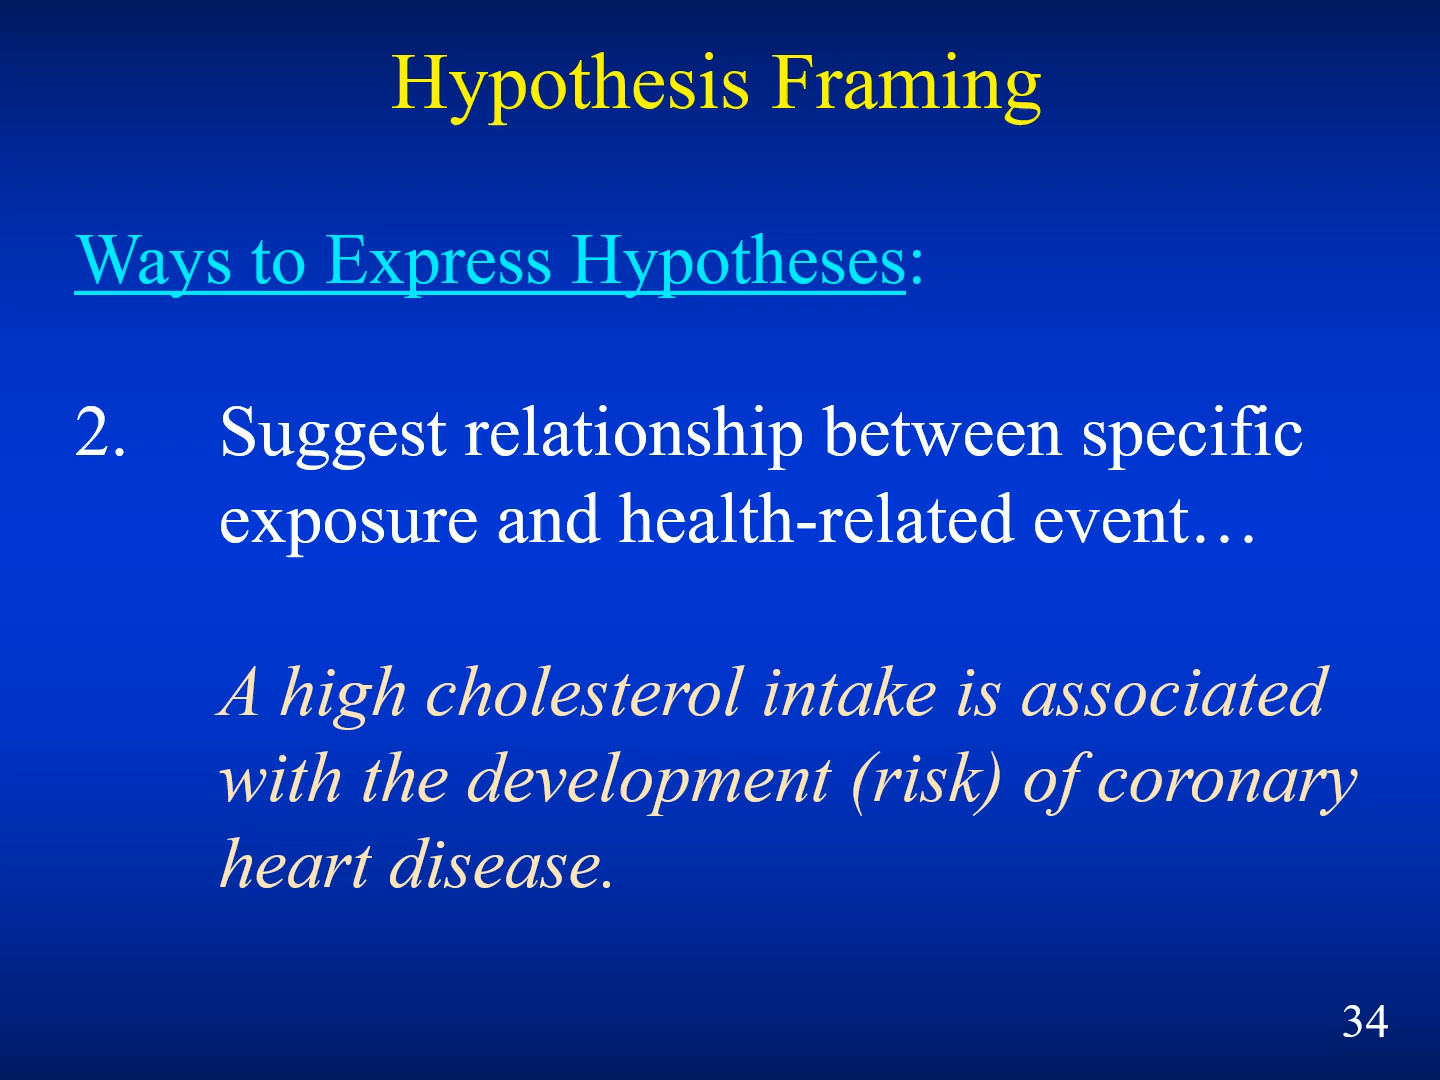 Hypothesis Framing
Ways to Express Hypotheses:
2. Suggest relationship between specific
exposure and health-related event…
A high cholesterol intake is associated
with the development (risk) of coronary
heart disease.
34